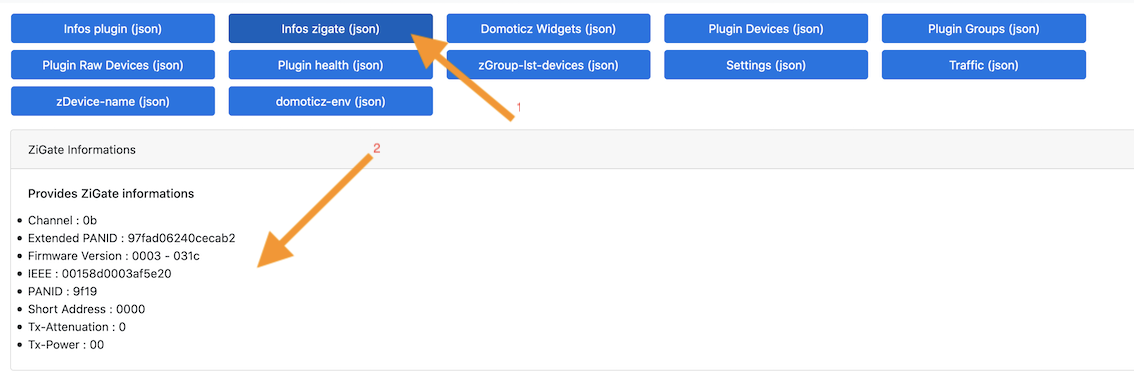 Infos plugin (json) Infos zigate (json) Domoticz Widgets (json) Plugin Devices (json) Plugin Groups (json)
Plugin Raw Devices (json) Plugin health (json) zGroup-lst-devices (json) Settings (json) Traffic (json)
zDevice-name (json) domoticz-env (json)
1
ZiGate Informations
2
Provides ZiGate informations
Channel : 0b
Extended PANID : 97fad06240cecab2
Firmware Version : 0003 - 031c
IEEE : 00158d0003af5e20
PANID : 9f19
Short Address : 0000
Tx-Attenuation : 0
Tx-Power : 00